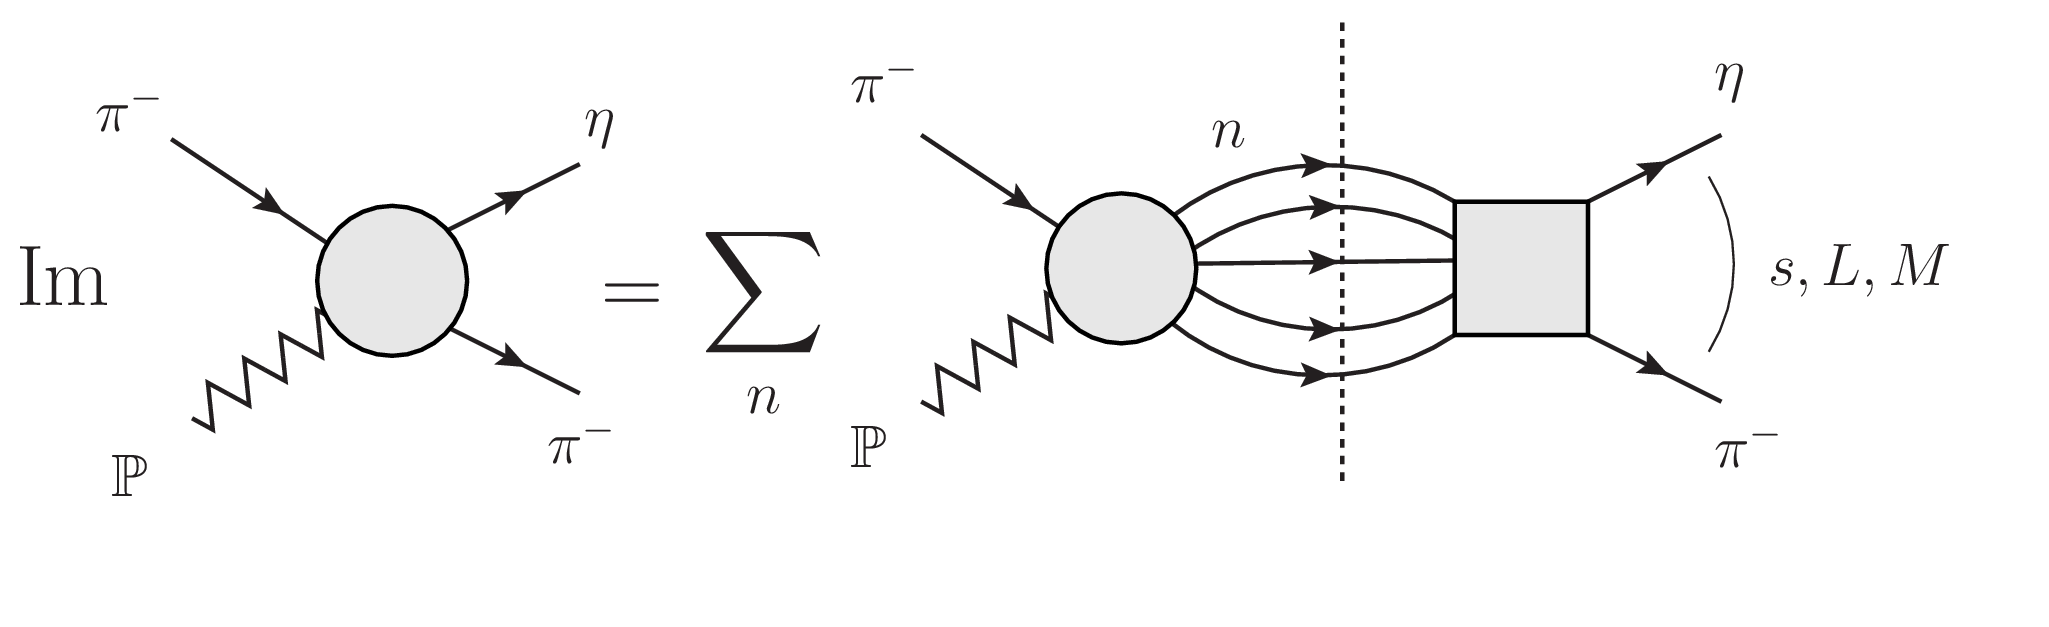 π⁻ η
Im = ∑
n
ℙ π⁻
π⁻ n η
s, L, M
ℙ π⁻